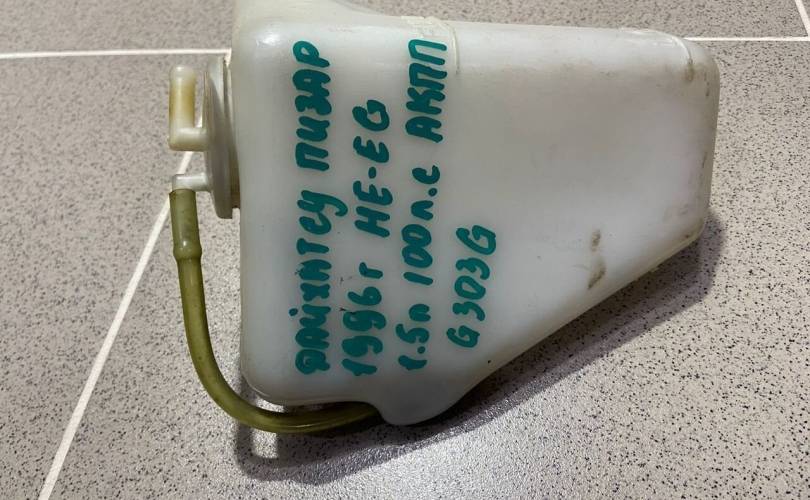 ДАЙХАТСУ ПИЗАР
1996г HE-EG
1.5л 100л.с АКПП
G303G